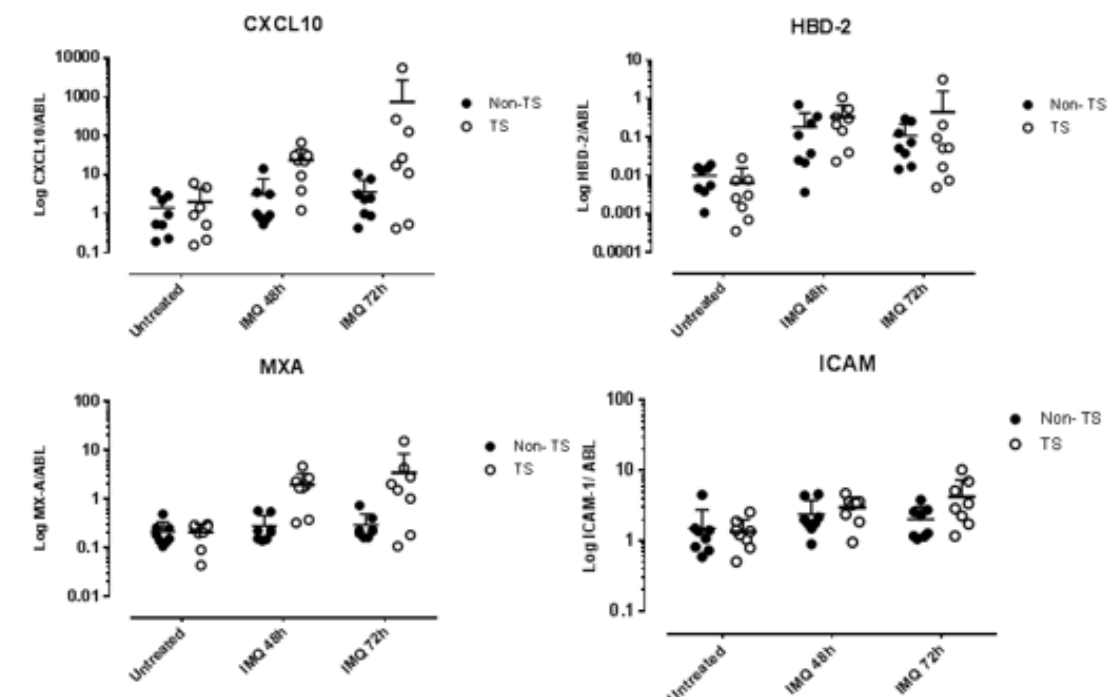 CXCL10
Log CXCL10/ABL
10000
1000
100
10
1
0.1
Untreated
IMQ 48h
IMQ 72h
Non-TS
TS
HBD-2
Log HBD-2/ABL
10
1
0.1
0.01
0.001
0.0001
Untreated
IMQ 48h
IMQ 72h
Non- TS
TS
MXA
Log MX-A/ABL
100
10
1
0.1
0.01
Untreated
IMQ 48h
IMQ 72h
Non- TS
TS
ICAM
Log ICAM-1/ ABL
100
10
1
0.1
Untreated
IMQ 48h
IMQ 72h
Non- TS
TS